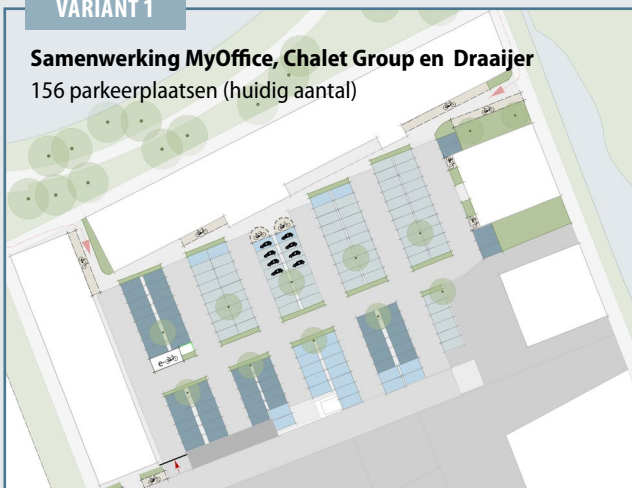 VARIANT 1
Samenwerking MyOffice, Chalet Group en Draaijer
156 parkeerplaatsen (huidig aantal)
e-